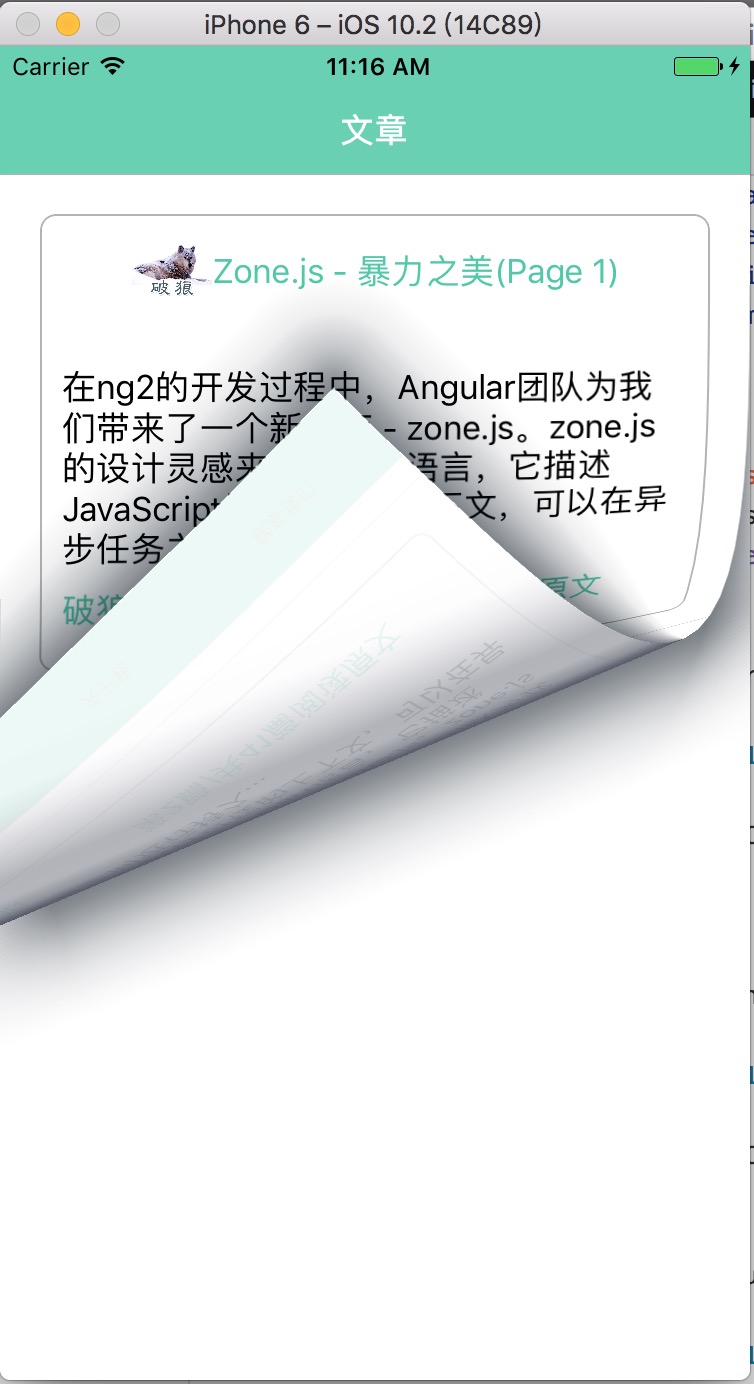 iPhone 6 – iOS 10.2 (14C89)
Carrier 11:16 AM
文章
破狼
Zone.js - 暴力之美(Page 1)
在ng2的开发过程中，Angular团队为我
们带来了一个新 - zone.js。zone.js
的设计灵感来 语言，它描述
JavaScript 文，可以在异
步任务之
破狼 原文